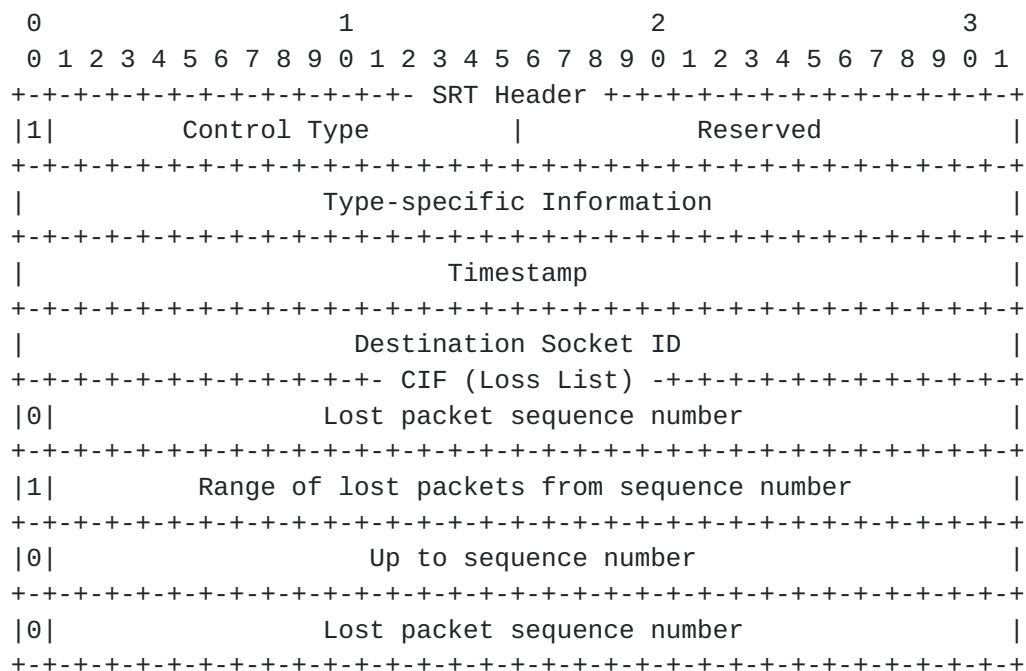 0                   1                   2                   3
 0 1 2 3 4 5 6 7 8 9 0 1 2 3 4 5 6 7 8 9 0 1 2 3 4 5 6 7 8 9 0 1
+-+-+-+-+-+-+-+-+-+-+-+-+- SRT Header +-+-+-+-+-+-+-+-+-+-+-+-+-+
|1|        Control Type         |           Reserved            |
+-+-+-+-+-+-+-+-+-+-+-+-+-+-+-+-+-+-+-+-+-+-+-+-+-+-+-+-+-+-+-+-+
|                   Type-specific Information                   |
+-+-+-+-+-+-+-+-+-+-+-+-+-+-+-+-+-+-+-+-+-+-+-+-+-+-+-+-+-+-+-+-+
|                           Timestamp                           |
+-+-+-+-+-+-+-+-+-+-+-+-+-+-+-+-+-+-+-+-+-+-+-+-+-+-+-+-+-+-+-+-+
|                     Destination Socket ID                     |
+-+-+-+-+-+-+-+-+-+-+-+- CIF (Loss List) -+-+-+-+-+-+-+-+-+-+-+-+
|0|                 Lost packet sequence number                 |
+-+-+-+-+-+-+-+-+-+-+-+-+-+-+-+-+-+-+-+-+-+-+-+-+-+-+-+-+-+-+-+-+
|1|         Range of lost packets from sequence number          |
+-+-+-+-+-+-+-+-+-+-+-+-+-+-+-+-+-+-+-+-+-+-+-+-+-+-+-+-+-+-+-+-+
|0|                    Up to sequence number                    |
+-+-+-+-+-+-+-+-+-+-+-+-+-+-+-+-+-+-+-+-+-+-+-+-+-+-+-+-+-+-+-+-+
|0|                 Lost packet sequence number                 |
+-+-+-+-+-+-+-+-+-+-+-+-+-+-+-+-+-+-+-+-+-+-+-+-+-+-+-+-+-+-+-+-+